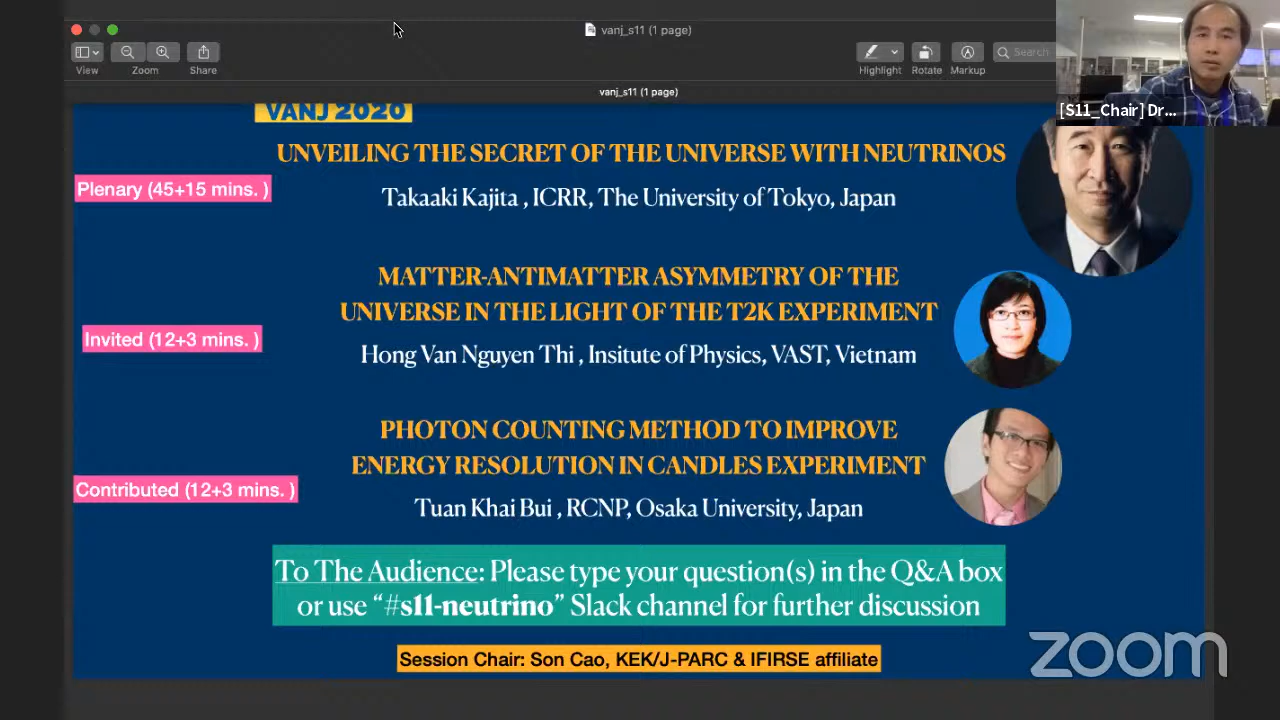 vanj_s11 (1 page)
View
Zoom
Share
Highlight
Rotate
Markup
Search
vanj_s11 (1 page)
[S11_Chair] Dr...
VANJ 2020
UNVEILING THE SECRET OF THE UNIVERSE WITH NEUTRINOS
Plenary (45+15 mins. )
Takaaki Kajita , ICRR, The University of Tokyo, Japan
MATTER-ANTIMATTER ASYMMETRY OF THE
UNIVERSE IN THE LIGHT OF THE T2K EXPERIMENT
Invited (12+3 mins. )
Hong Van Nguyen Thi , Insitute of Physics, VAST, Vietnam
PHOTON COUNTING METHOD TO IMPROVE
ENERGY RESOLUTION IN CANDLES EXPERIMENT
Contributed (12+3 mins. )
Tuan Khai Bui , RCNP, Osaka University, Japan
To The Audience: Please type your question(s) in the Q&A box
or use “#s11-neutrino” Slack channel for further discussion
Session Chair: Son Cao, KEK/J-PARC & IFIRSE affiliate
zoom